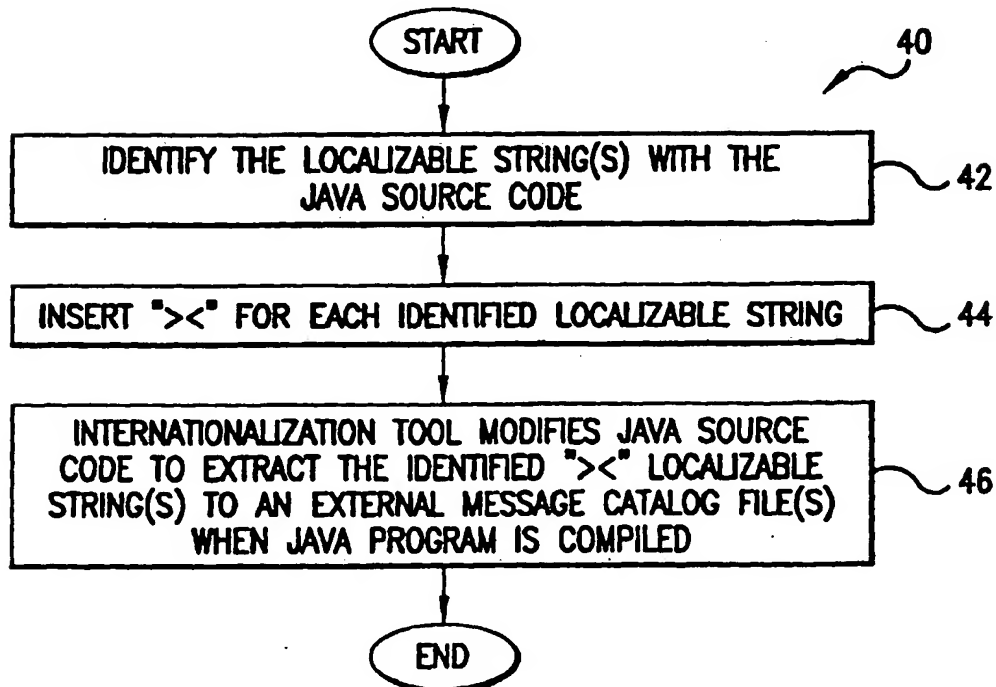 START
40
IDENTIFY THE LOCALIZABLE STRING(S) WITH THE
JAVA SOURCE CODE
42
INSERT "><" FOR EACH IDENTIFIED LOCALIZABLE STRING
44
INTERNATIONALIZATION TOOL MODIFIES JAVA SOURCE
CODE TO EXTRACT THE IDENTIFIED "><" LOCALIZABLE
STRING(S) TO AN EXTERNAL MESSAGE CATALOG FILE(S)
WHEN JAVA PROGRAM IS COMPILED
46
END